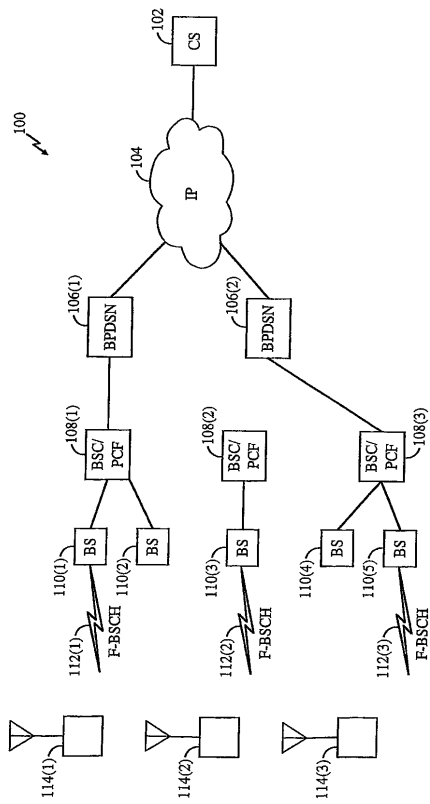 100
102
CS
104
IP
106(1)
BPDSN
106(2)
BPDSN
108(1)
BSC/
PCF
108(2)
BSC/
PCF
108(3)
BSC/
PCF
110(1)
BS
110(2)
BS
110(3)
BS
110(4)
BS
110(5)
BS
112(1)
F-BSCH
112(2)
F-BSCH
112(3)
F-BSCH
114(1)
114(2)
114(3)